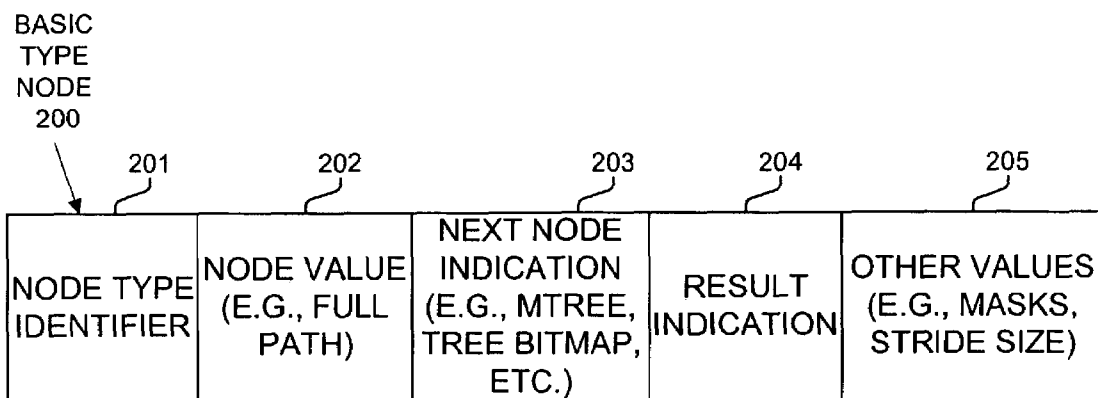 BASIC
TYPE
NODE
200
201
202
203
204
205
NODE TYPE
IDENTIFIER
NODE VALUE
(E.G., FULL
PATH)
NEXT NODE
INDICATION
(E.G., MTREE,
TREE BITMAP,
ETC.)
RESULT
INDICATION
OTHER VALUES
(E.G., MASKS,
STRIDE SIZE)